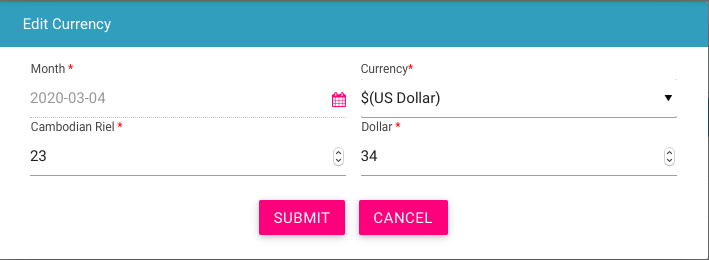 Edit Currency
Month *
Currency*
2020-03-04
$(US Dollar)
Cambodian Riel *
Dollar *
23
34
SUBMIT
CANCEL